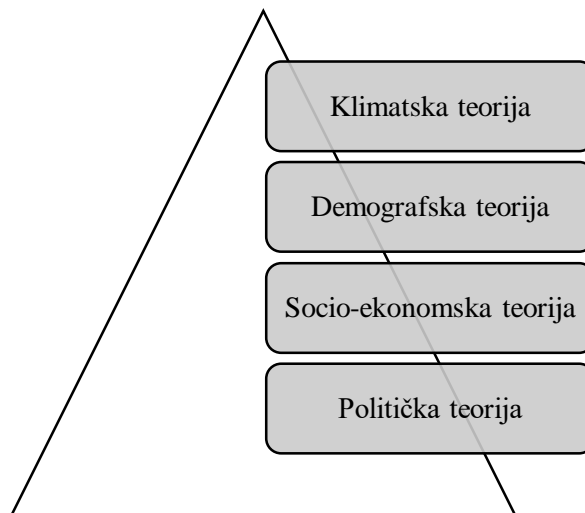 Klimatska teorija
Demografska teorija
Socio-ekonomska teorija
Politička teorija